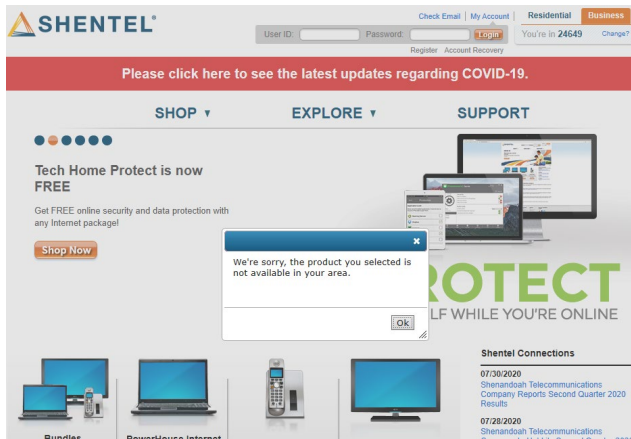 SHENTEL®
Check Email | My Account |
Residential
Business
User ID:
Password:
Login
You're in 24649
Change?
Register Account Recovery
Please click here to see the latest updates regarding COVID-19.
SHOP ▼
EXPLORE ▼
SUPPORT
Tech Home Protect is now
FREE
Get FREE online security and data protection with
any Internet package!
Shop Now
We're sorry, the product you selected is
not available in your area.
Ok
ROTECT
LF WHILE YOU'RE ONLINE
Shentel Connections
07/30/2020
Shenandoah Telecommunications
Company Reports Second Quarter 2020
Results
07/28/2020
Shenandoah Telecommunications
Bundles
PowerHouse Internet